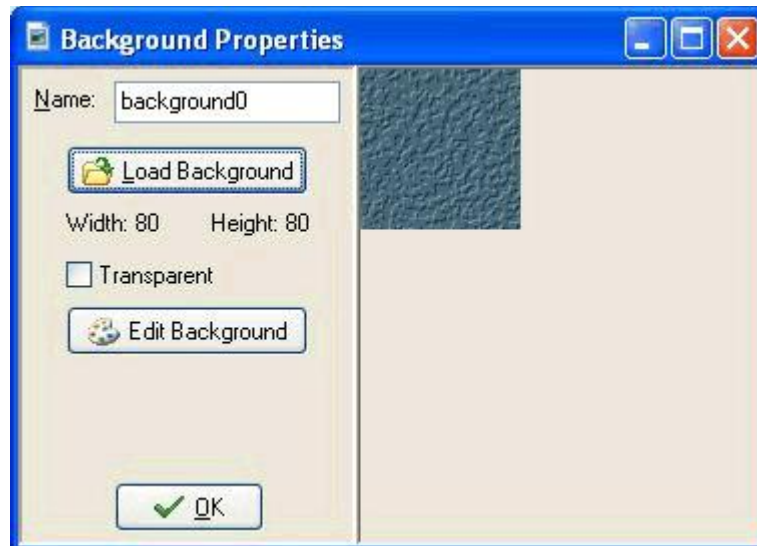 Background Properties
Name: background0
Load Background
Width: 80 Height: 80
Transparent
Edit Background
OK